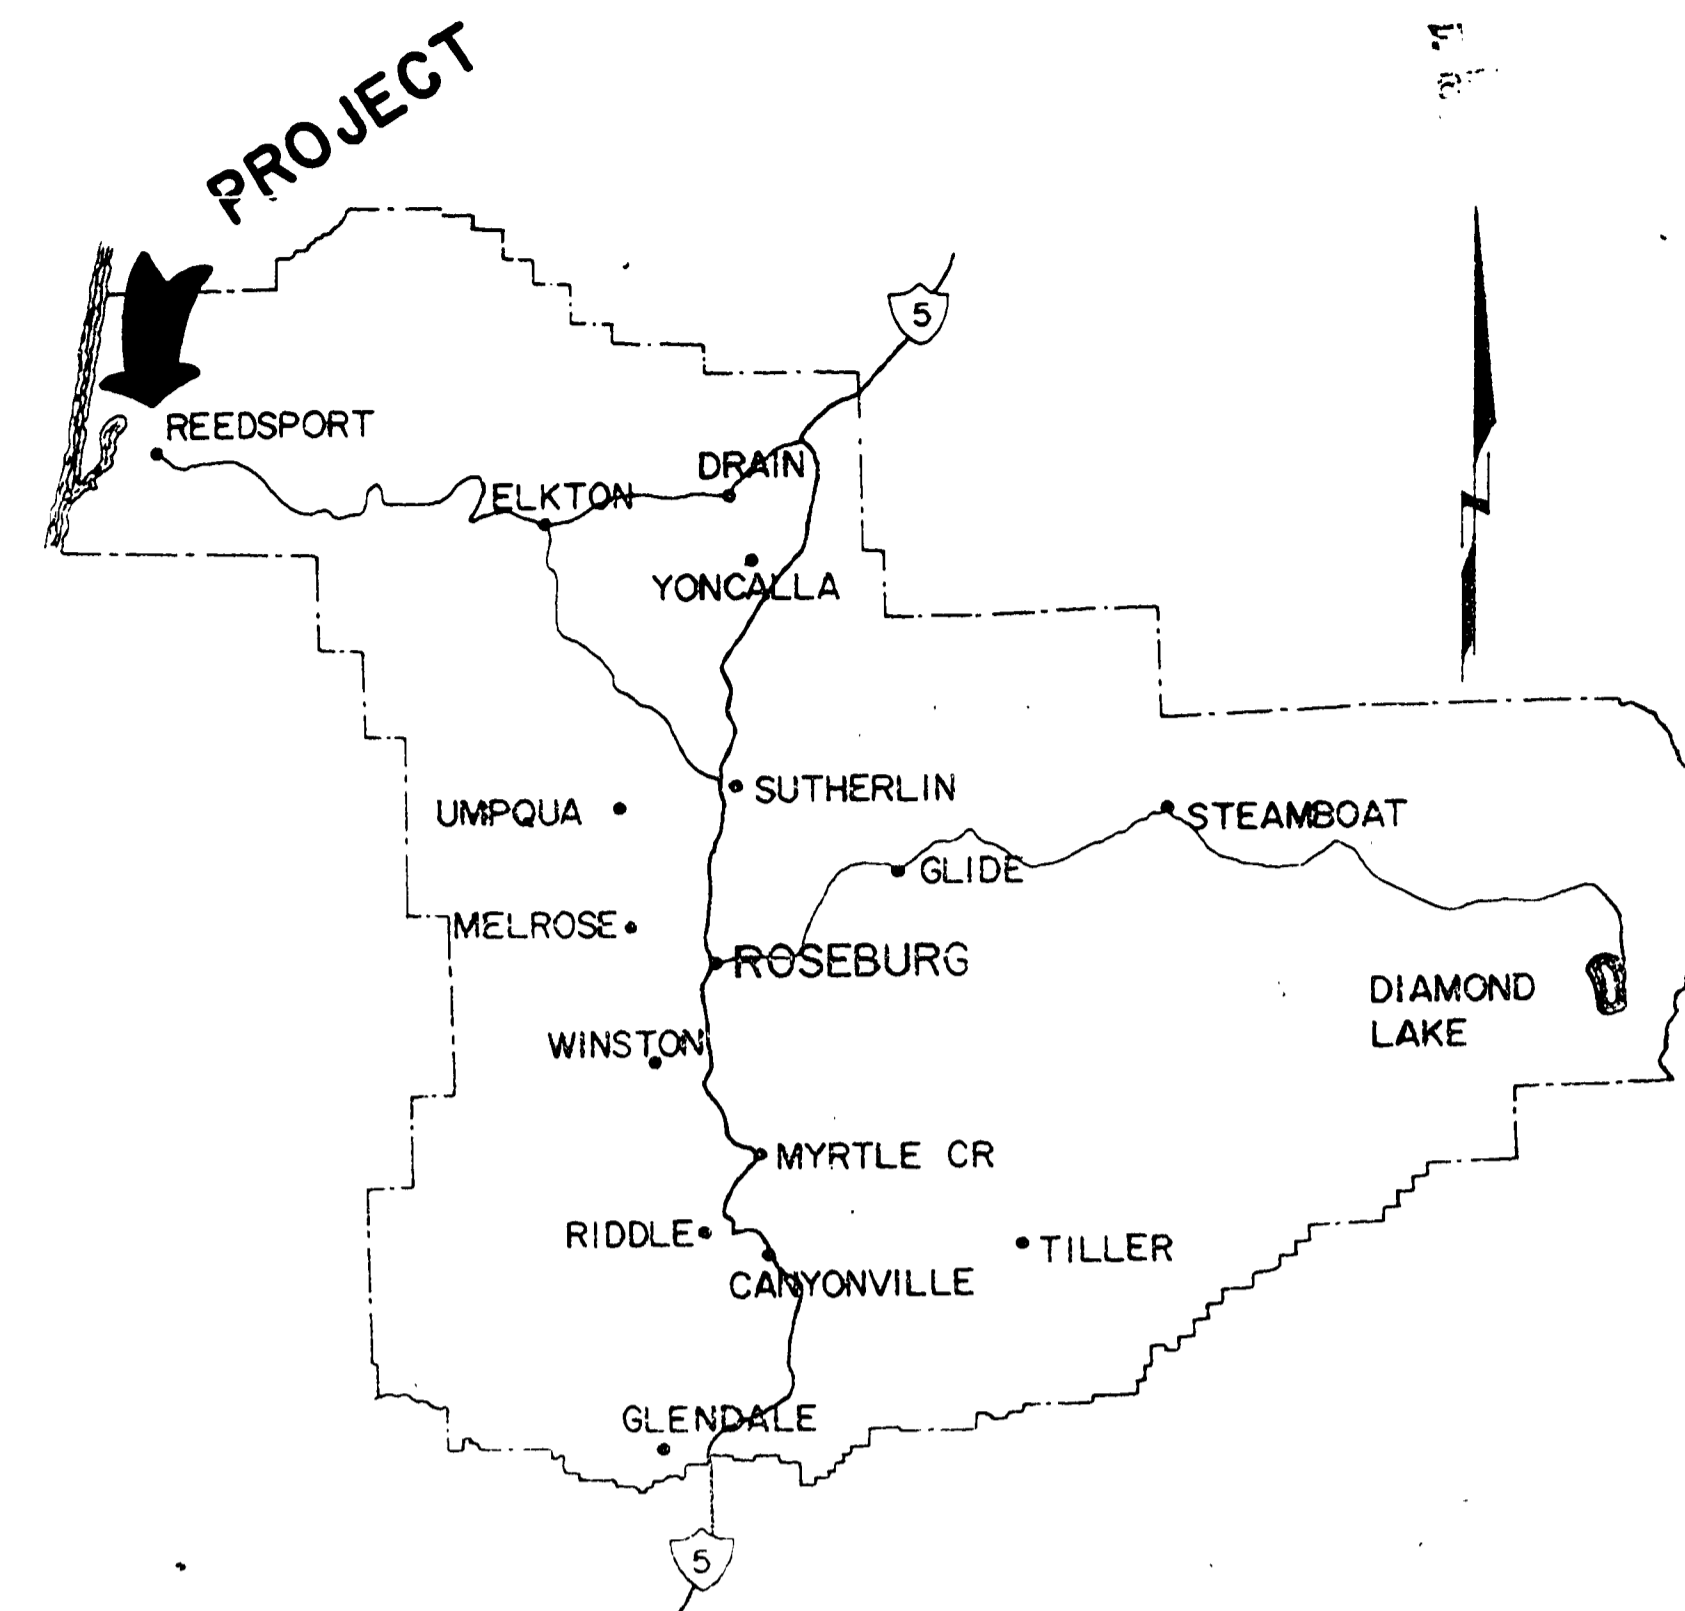 PROJECT
5
REEDSPORT
DRAIN
ELKTON
YONCALLA
SUTHERLIN
UMPQUA
STEAMBOAT
GLIDE
MELROSE
ROSEBURG
DIAMOND
LAKE
WINSTON
MYRTLE CR
RIDDLE
TILLER
CANYONVILLE
GLENDALE
5